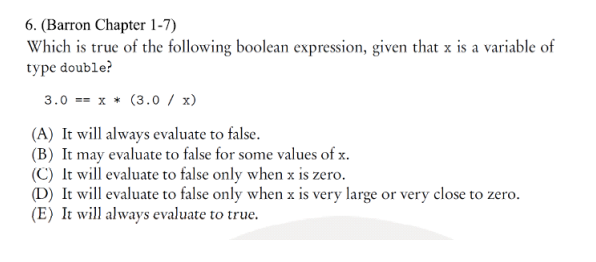 6. (Barron Chapter 1-7)
Which is true of the following boolean expression, given that x is a variable of
type double?
3.0 == x * (3.0 / x)
(A) It will always evaluate to false.
(B) It may evaluate to false for some values of x.
(C) It will evaluate to false only when x is zero.
(D) It will evaluate to false only when x is very large or very close to zero.
(E) It will always evaluate to true.